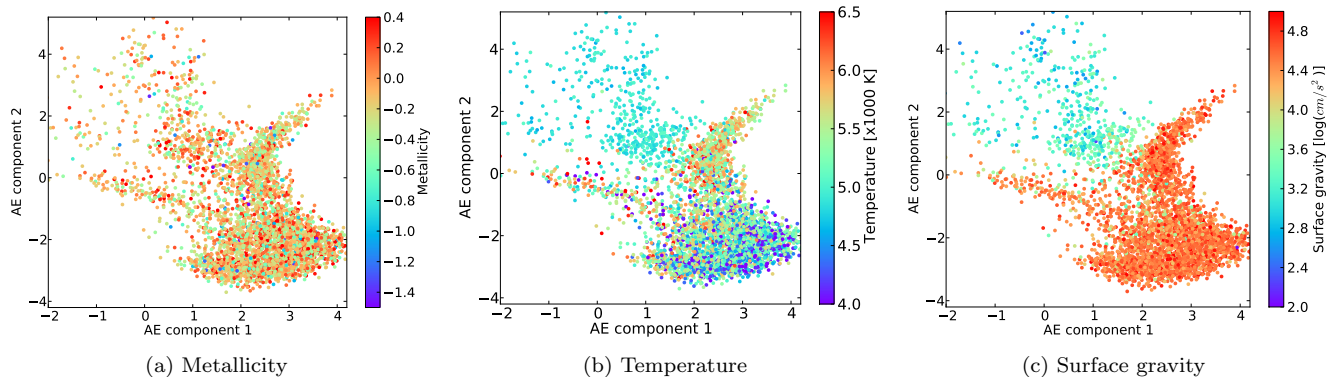 4
2
0
−2
−4
−2 −1 0 1 2 3 4
AE component 1
AE component 2
0.4
0.2
0.0
−0.2
−0.4
−0.6
−0.8
−1.0
−1.2
−1.4
Metallicity
(a) Metallicity
4
2
0
−2
−4
−2 −1 0 1 2 3 4
AE component 1
AE component 2
6.5
6.0
5.5
5.0
4.5
4.0
Temperature [x1000 K]
(b) Temperature
4
2
0
−2
−4
−2 −1 0 1 2 3 4
AE component 1
AE component 2
4.8
4.4
4.0
3.6
3.2
2.8
2.4
2.0
Surface gravity [log(cm/s² )]
(c) Surface gravity